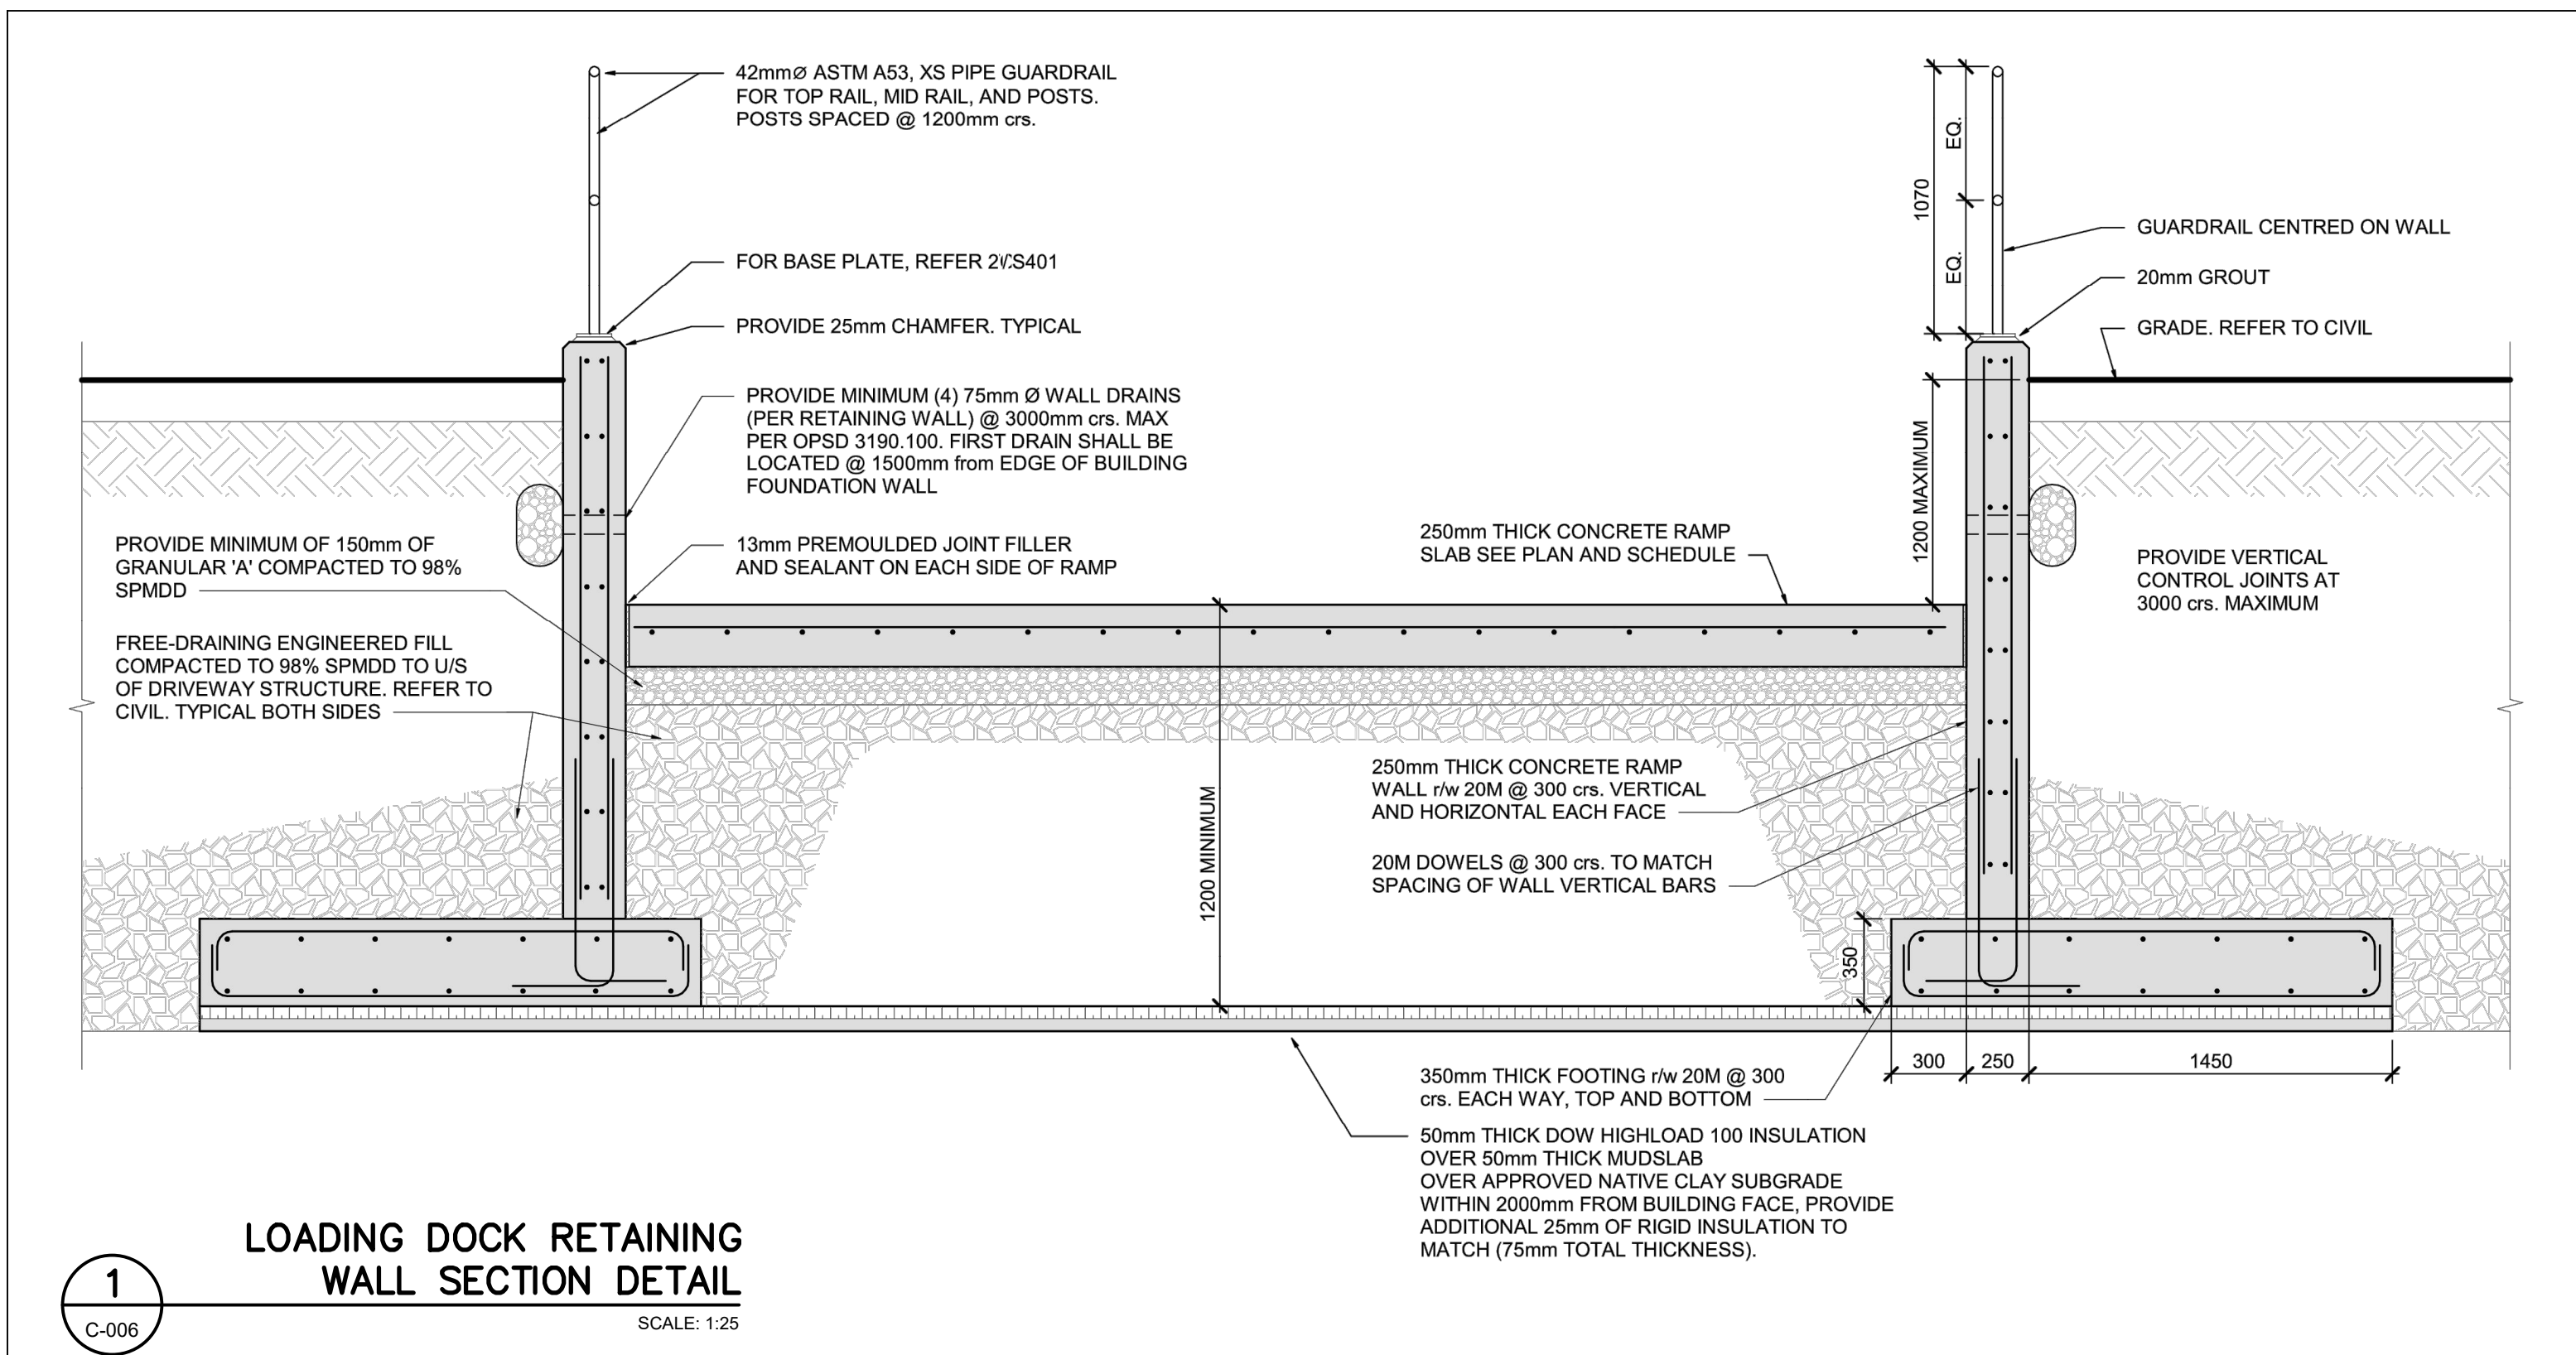 42mmØ ASTM A53, XS PIPE GUARDRAIL
FOR TOP RAIL, MID RAIL, AND POSTS.
POSTS SPACED @ 1200mm crs.
FOR BASE PLATE, REFER
PROVIDE 25mm CHAMFER. TYPICAL
PROVIDE MINIMUM (4) 75mm Ø WALL DRAINS
(PER RETAINING WALL) @ 3000mm crs. MAX
PER OPSD 3190.100. FIRST DRAIN SHALL BE
LOCATED @ 1500mm from EDGE OF BUILDING
FOUNDATION WALL
13mm PREMOULDED JOINT FILLER
AND SEALANT ON EACH SIDE OF RAMP
PROVIDE MINIMUM OF 150mm OF
GRANULAR 'A' COMPACTED TO 98%
SPMDD
FREE-DRAINING ENGINEERED FILL
COMPACTED TO 98% SPMDD TO U/S
OF DRIVEWAY STRUCTURE. REFER TO
CIVIL. TYPICAL BOTH SIDES
250mm THICK CONCRETE RAMP
SLAB SEE PLAN AND SCHEDULE
1070
EQ.
EQ.
1200 MAXIMUM
GUARDRAIL CENTRED ON WALL
20mm GROUT
GRADE. REFER TO CIVIL
PROVIDE VERTICAL
CONTROL JOINTS AT
3000 crs. MAXIMUM
1200 MINIMUM
250mm THICK CONCRETE RAMP
WALL r/w 20M @ 300 crs. VERTICAL
AND HORIZONTAL EACH FACE
20M DOWELS @ 300 crs. TO MATCH
SPACING OF WALL VERTICAL BARS
350
300
250
1450
350mm THICK FOOTING r/w 20M @ 300
crs. EACH WAY, TOP AND BOTTOM
50mm THICK DOW HIGHLOAD 100 INSULATION
OVER 50mm THICK MUDSLAB
OVER APPROVED NATIVE CLAY SUBGRADE
WITHIN 2000mm FROM BUILDING FACE, PROVIDE
ADDITIONAL 25mm OF RIGID INSULATION TO
MATCH (75mm TOTAL THICKNESS).
LOADING DOCK RETAINING
WALL SECTION DETAIL
1
C-006
SCALE: 1:25